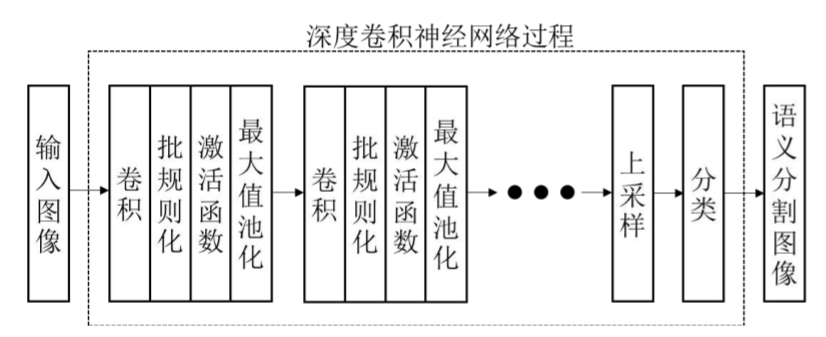 深度卷积神经网络过程
输入图像
卷积
批规则化
激活函数
最大值池化
卷积
批规则化
激活函数
最大值池化
上采样
分类
语义分割图像